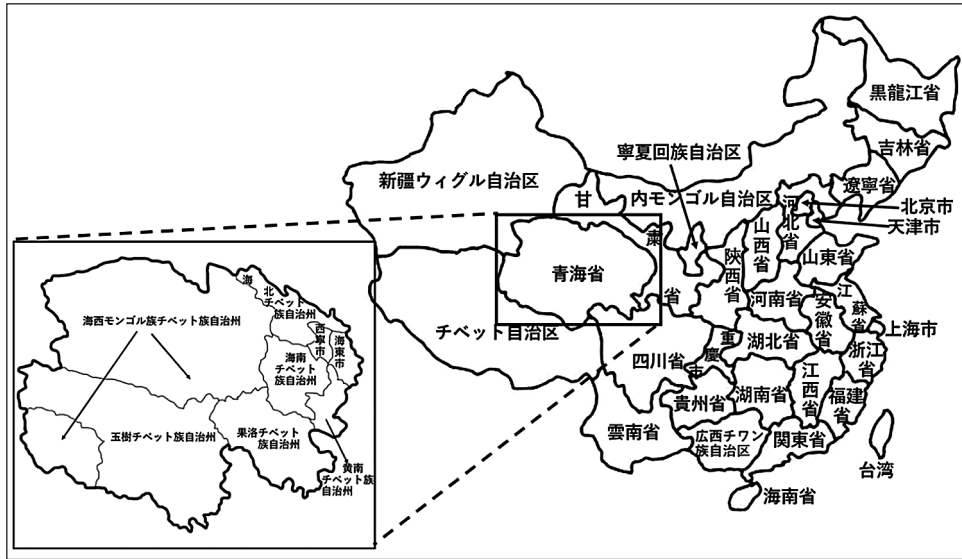 黒龍江省
吉林省
遼寧省
寧夏回族自治区
新疆ウィグル自治区
甘
粛
省
内モンゴル自治区
河
北
省
北京市
天津市
山西省
山東省
陝西省
青海省
河南省
江
蘇
省
安徽省
上海市
チベット自治区
四川省
重
慶
市
湖北省
浙江省
江西省
湖南省
貴州省
福建省
雲南省
広西チワン
族自治区
関東省
台湾
海南省
海
北
チベット
族自治州
海西モンゴル族チベット族自治州
西寧市
海東市
海南
チベット
族自治州
玉樹チベット族自治州
果洛チベット
族自治州
黄南
チベット族
自治州